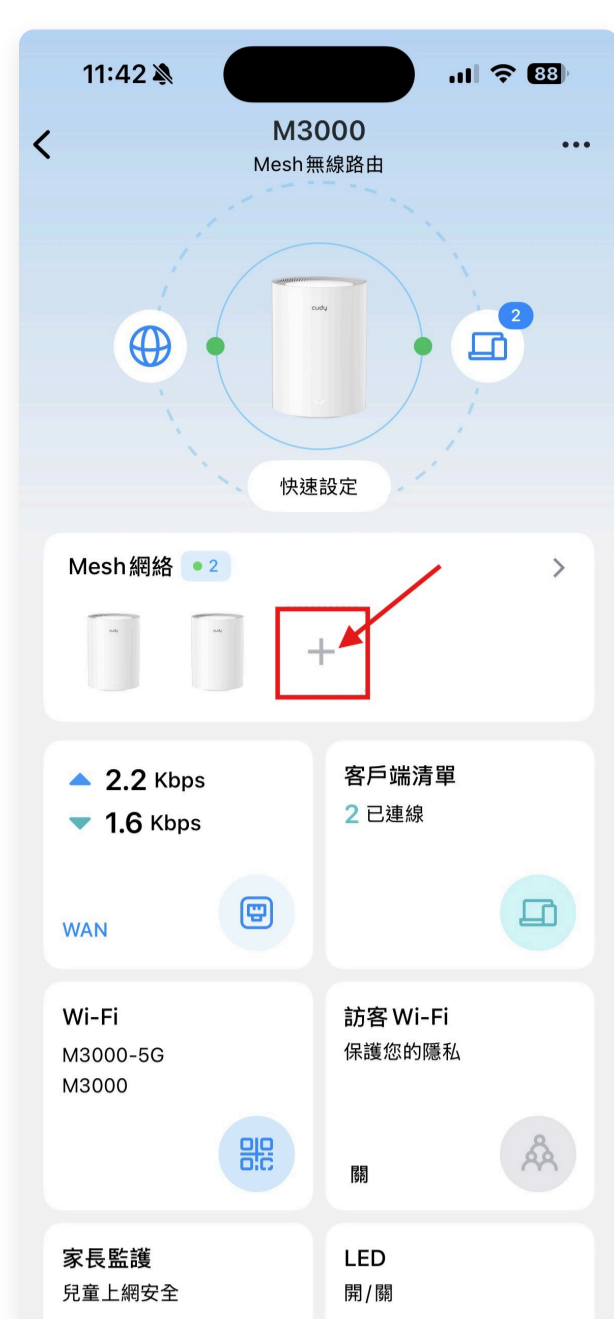 11:42
88
M3000
Mesh無線路由
cudy
2
快速設定
Mesh網絡
2
cudy
cudy
2.2 Kbps
1.6 Kbps
WAN
客戶端清單
2 已連線
Wi-Fi
M3000-5G
M3000
訪客 Wi-Fi
保護您的隱私
關
家長監護
兒童上網安全
LED
開/關